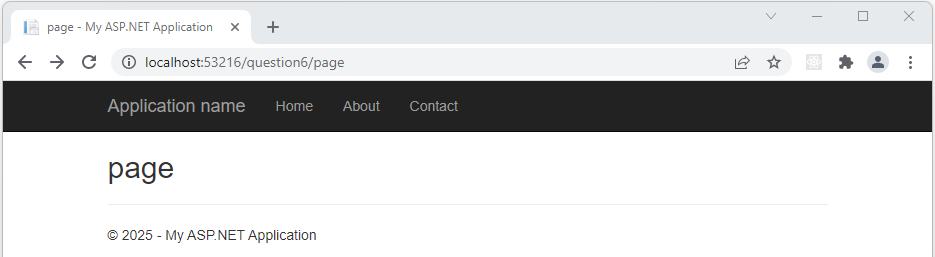 page - My ASP.NET Application
localhost:53216/question6/page
Application name Home About Contact
page
© 2025 - My ASP.NET Application